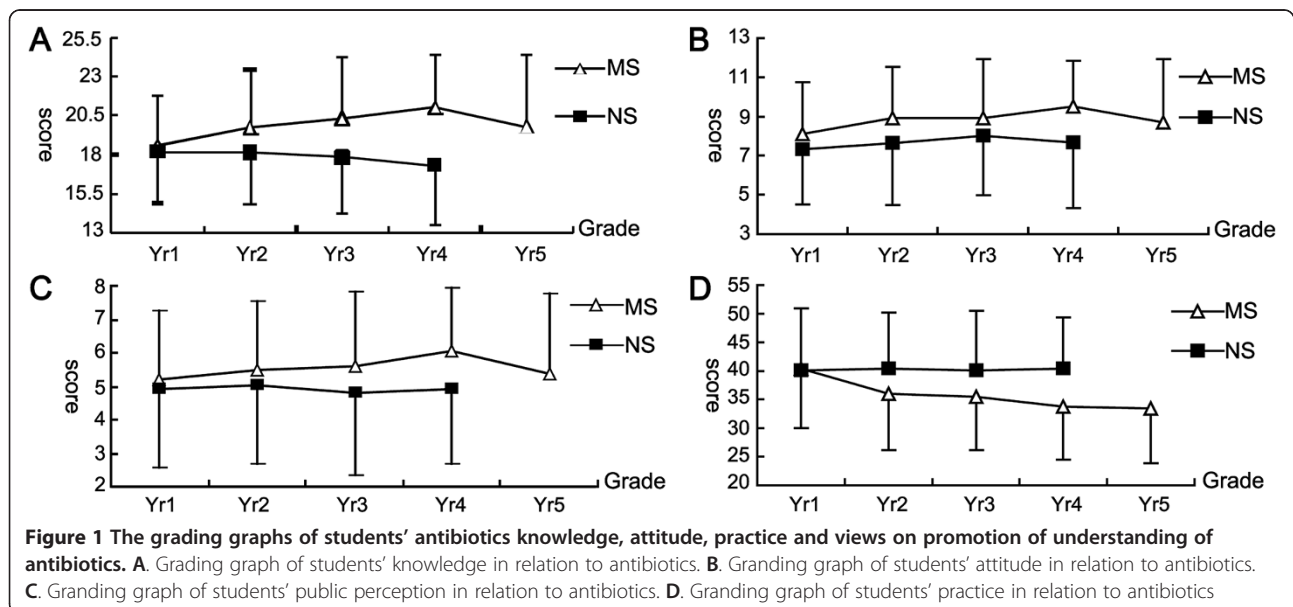 A
25.5
23
20.5
18
15.5
13
score
MS
NS
Grade
Yr1 Yr2 Yr3 Yr4 Yr5
B
13
11
9
7
5
3
score
MS
NS
Grade
Yr1 Yr2 Yr3 Yr4 Yr5
C
8
7
6
5
4
3
2
score
MS
NS
Grade
Yr1 Yr2 Yr3 Yr4 Yr5
D
55
50
45
40
35
30
25
20
score
MS
NS
Grade
Yr1 Yr2 Yr3 Yr4 Yr5
Figure 1 The grading graphs of students’ antibiotics knowledge, attitude, practice and views on promotion of understanding of
antibiotics. A. Grading graph of students’ knowledge in relation to antibiotics. B. Granding graph of students’ attitude in relation to antibiotics.
C. Granding graph of students’ public perception in relation to antibiotics. D. Granding graph of students’ practice in relation to antibiotics